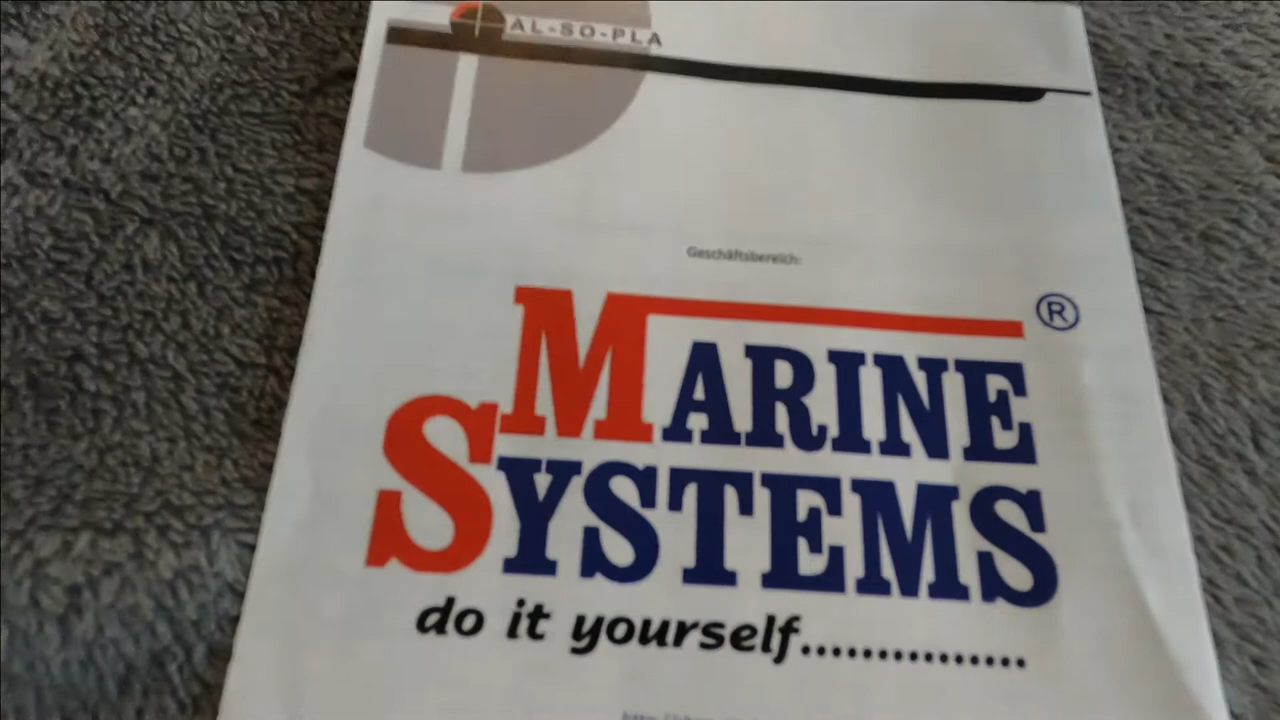 AL-SO-PLA
Geschäftsbereich:
MARINE ®
SYSTEMS
do it yourself...............